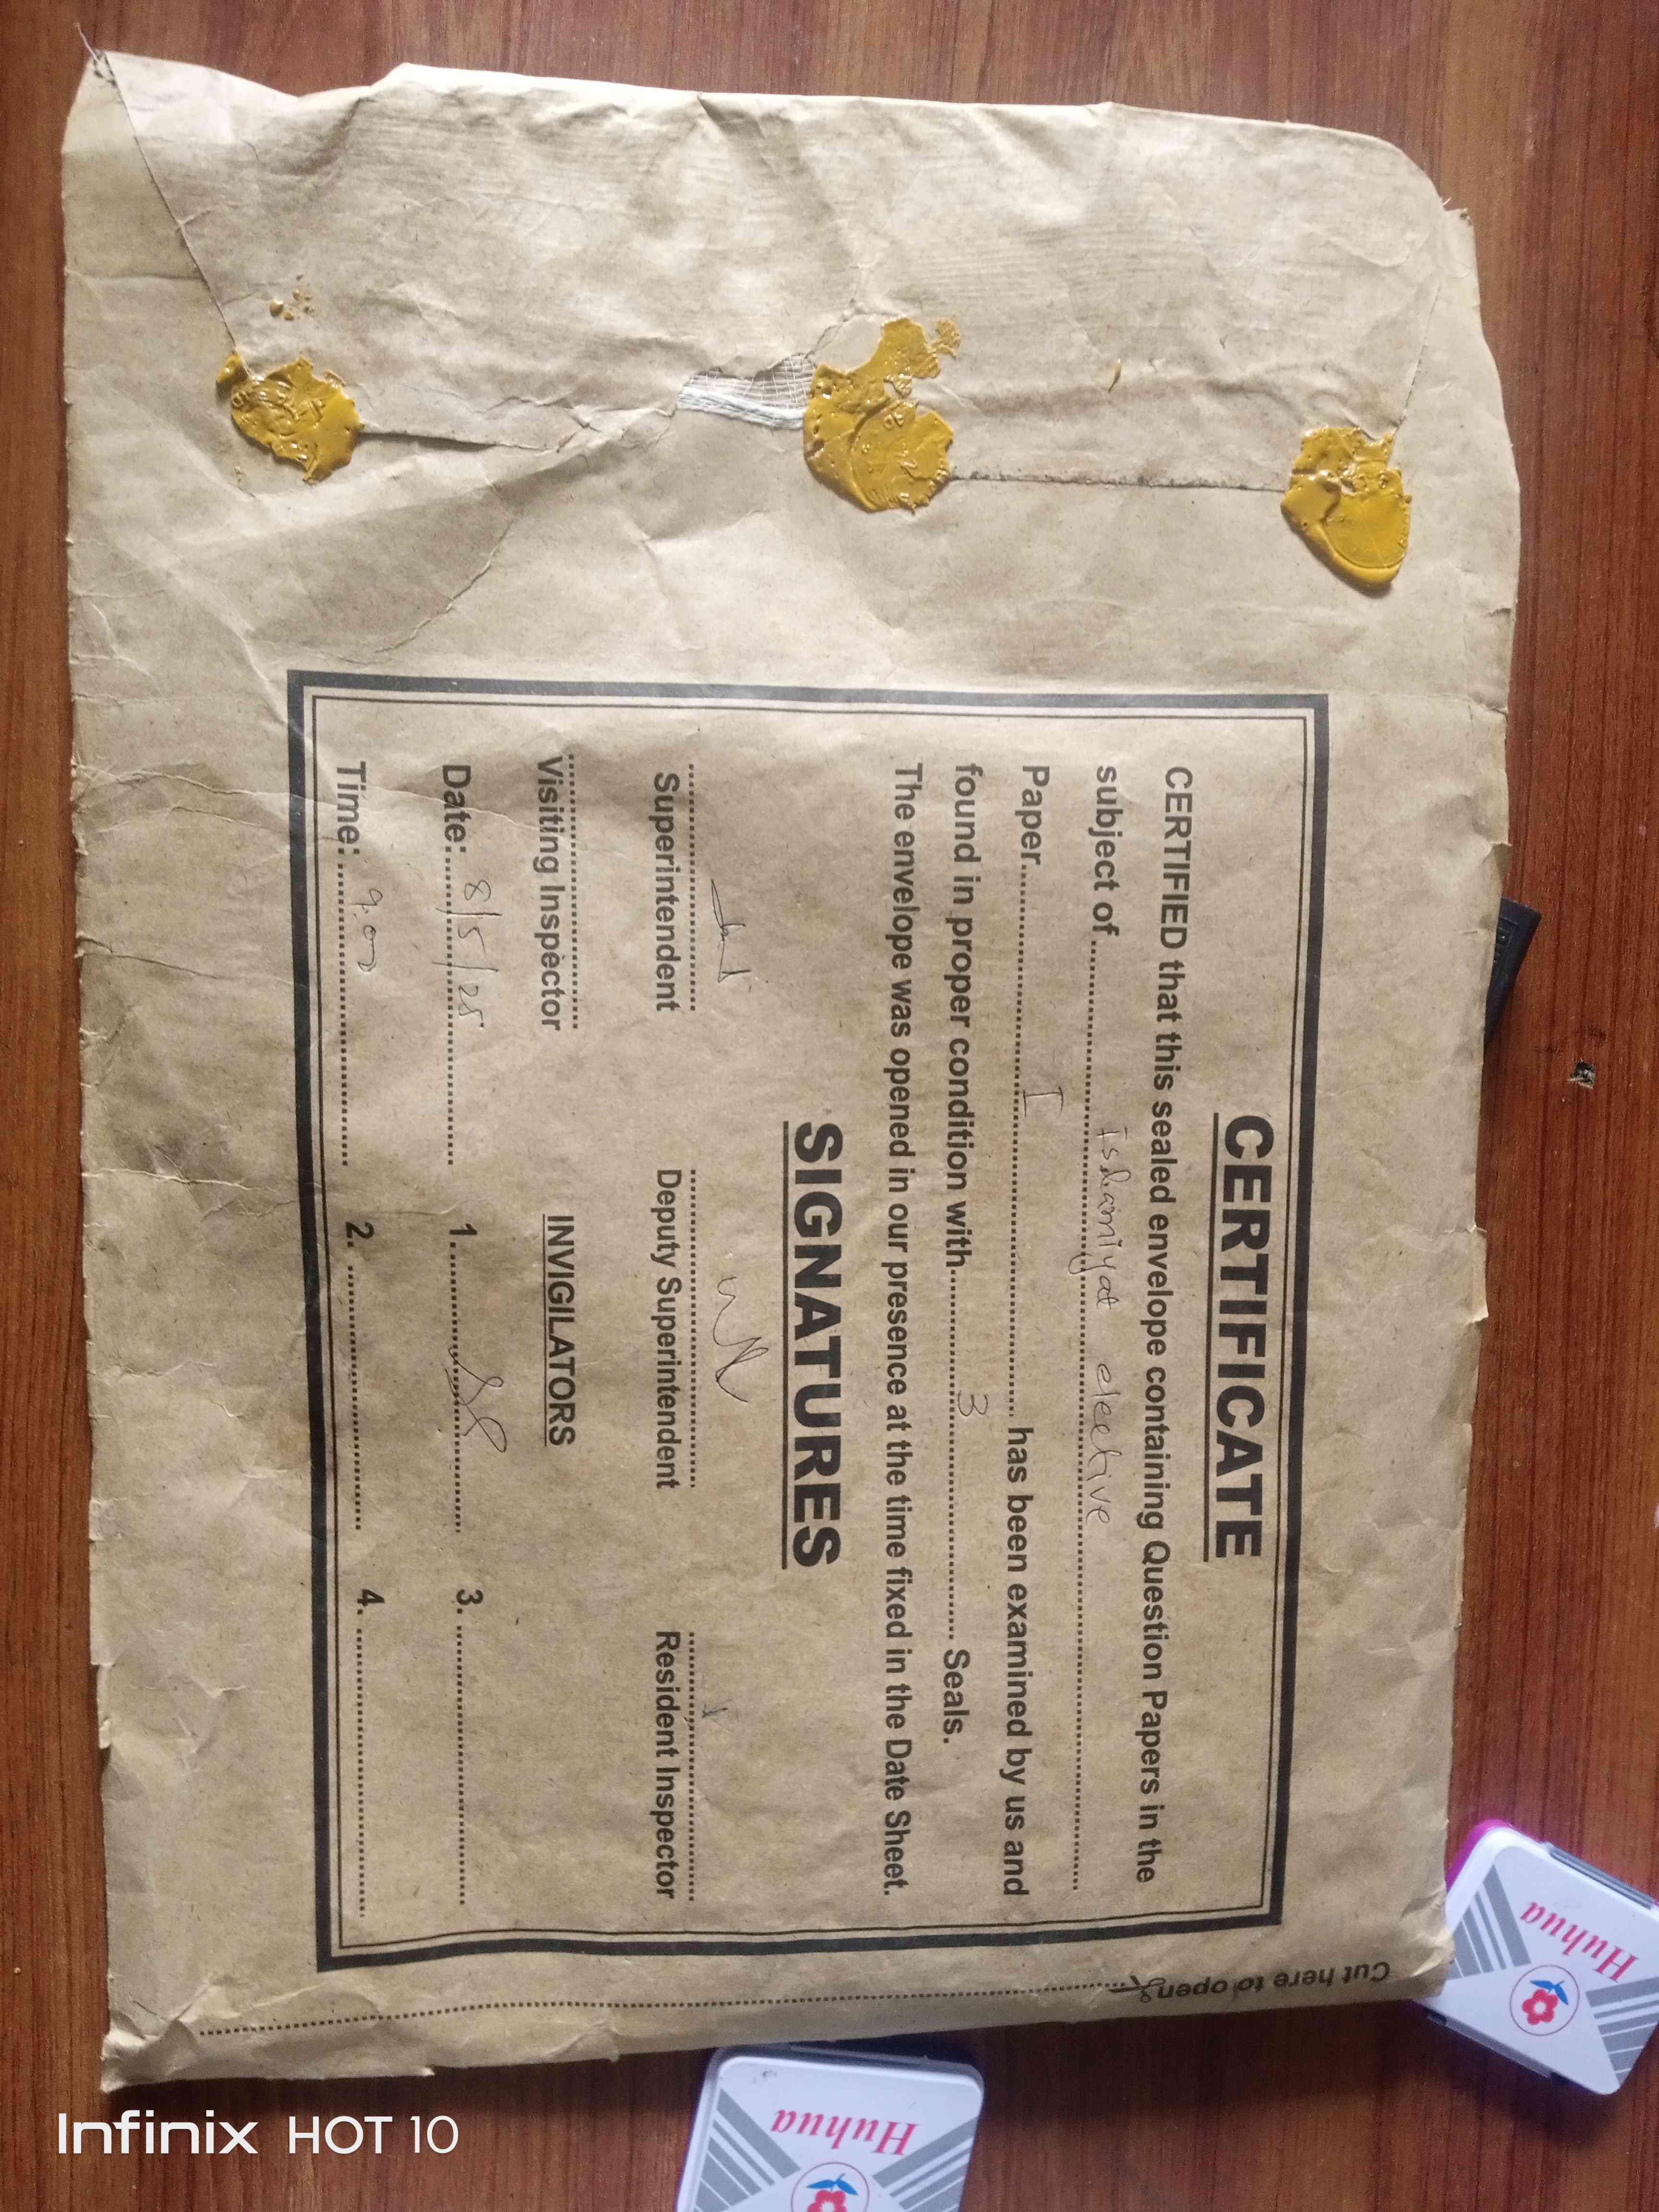 CERTIFICATE
CERTIFIED that this sealed envelope containing Question Papers in the
subject of Islamiyat elective
Paper I has been examined by us and
found in proper condition with 3 Seals.
The envelope was opened in our presence at the time fixed in the Date Sheet.
SIGNATURES
Superintendent Deputy Superintendent Resident Inspector
Visiting Inspector INVIGILATORS
Date: 8/5/25 1. 3.
Time: 9.00 2. 4.
Cut here to open
Huhua
Huhua
Infinix HOT 10